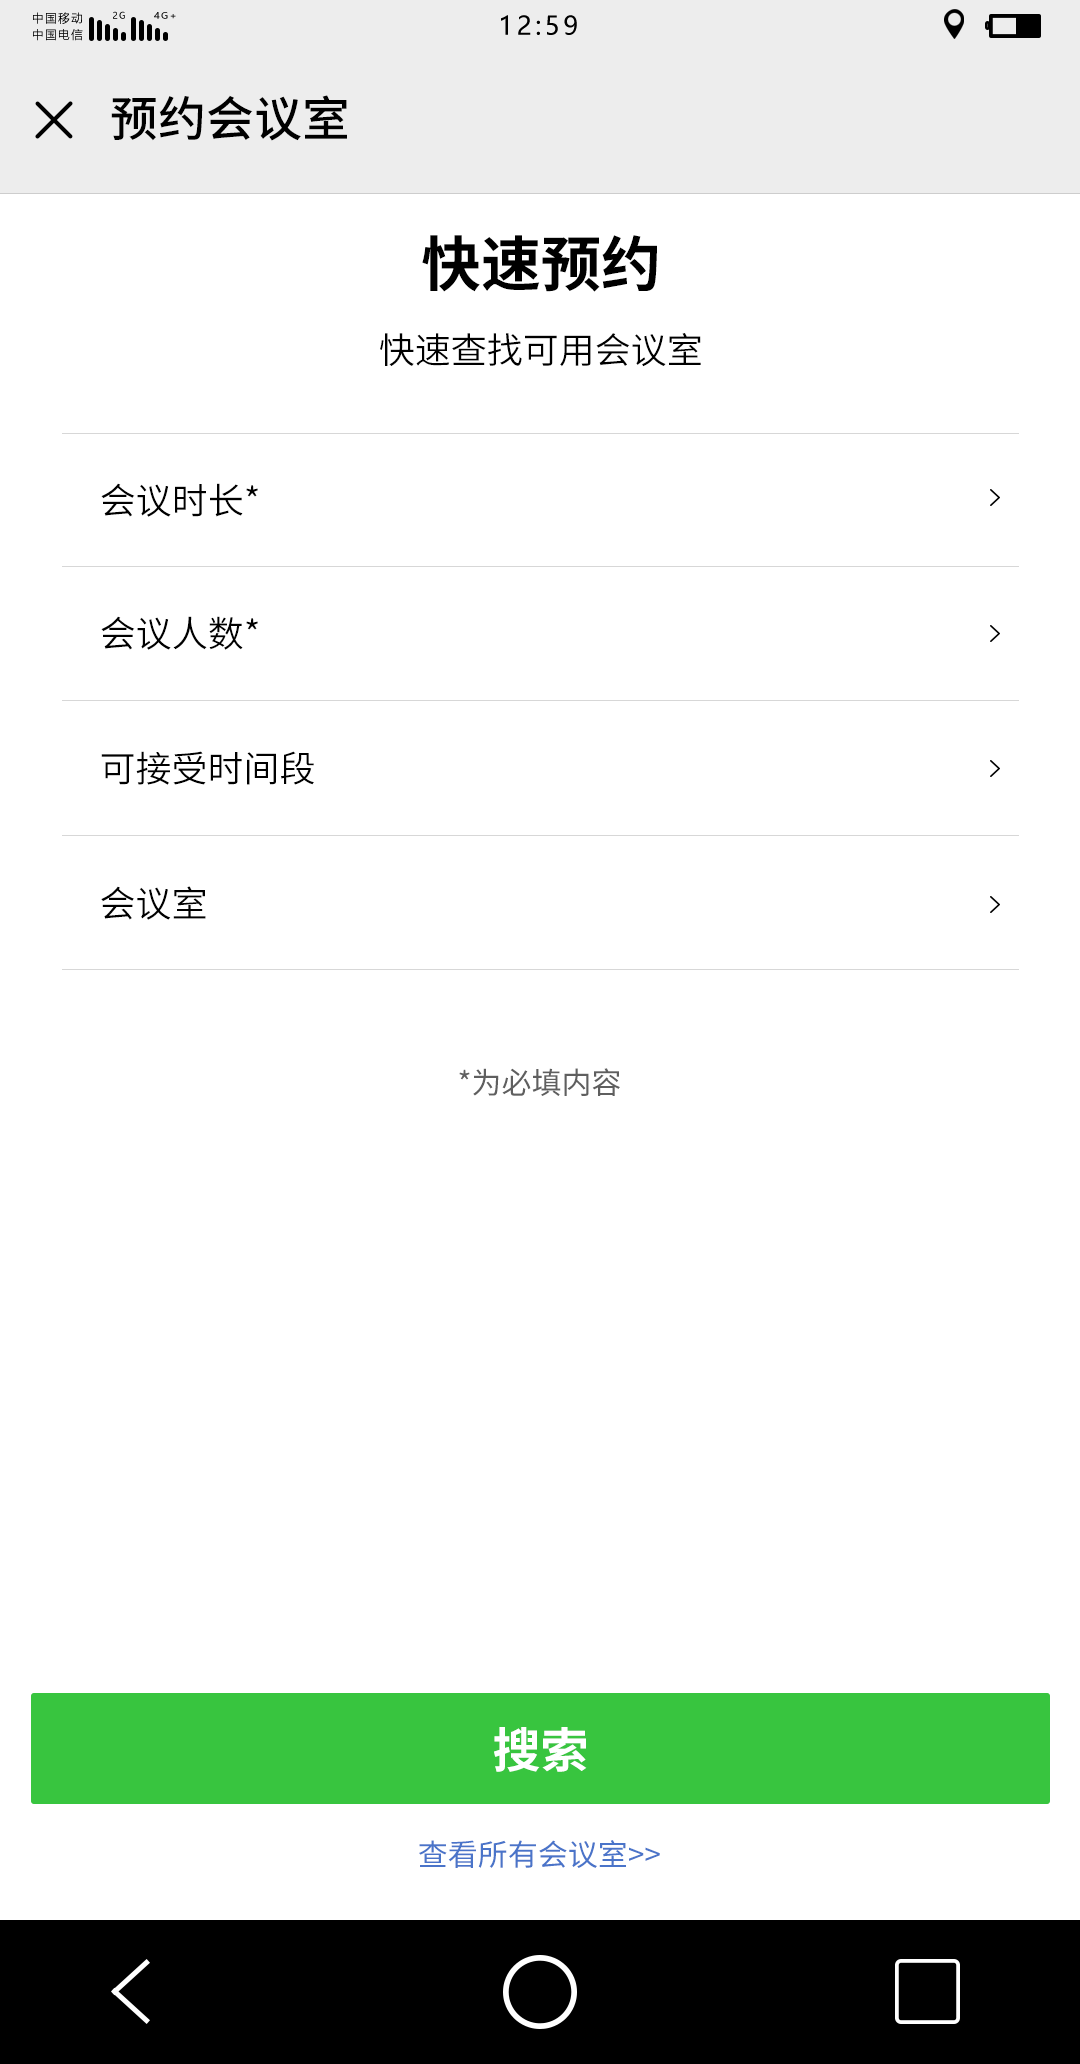 中国移动 2G 4G+
中国电信
12:59
预约会议室
快速预约
快速查找可用会议室
会议时长*
会议人数*
可接受时间段
会议室
*为必填内容
搜索
查看所有会议室>>